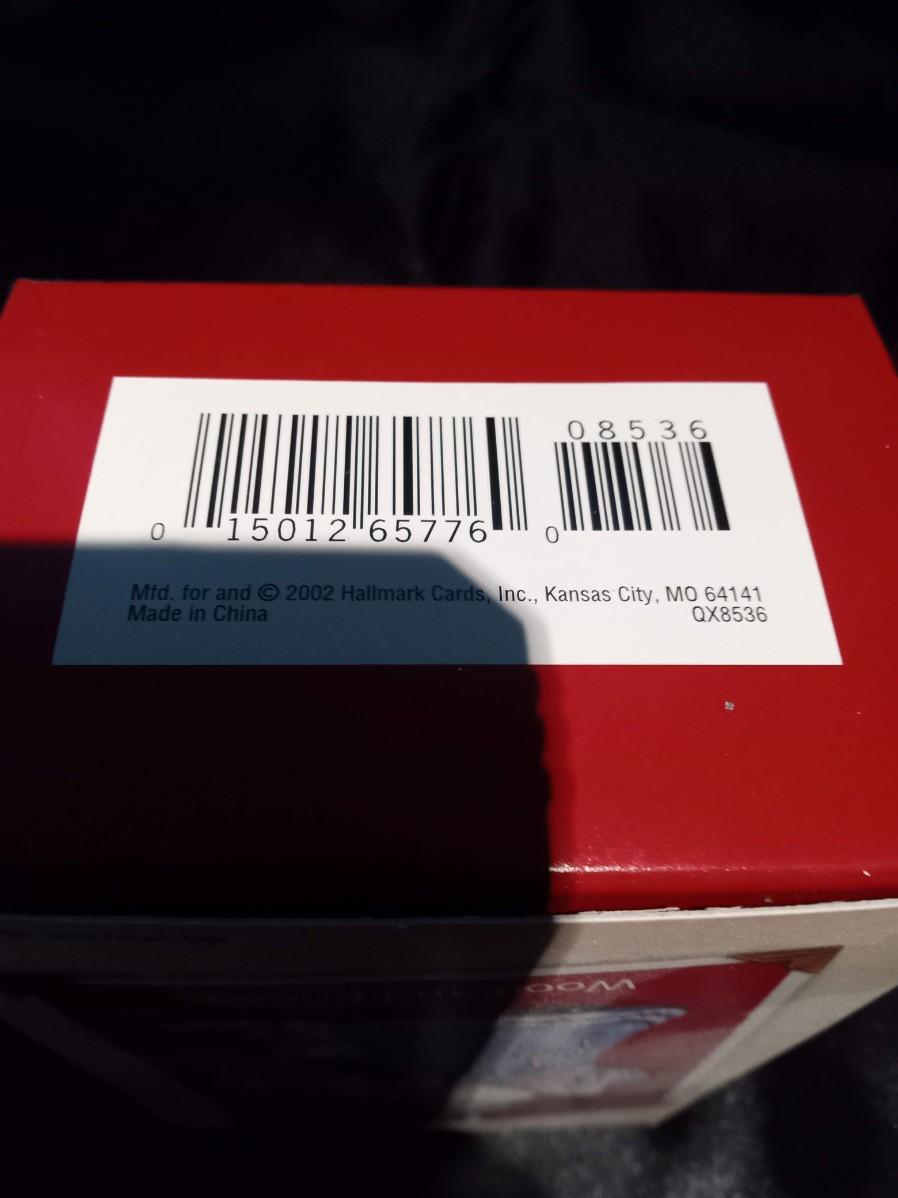 08536
0 15012 65776 0
Mfd. for and © 2002 Hallmark Cards, Inc., Kansas City, MO 64141
Made in China QX8536